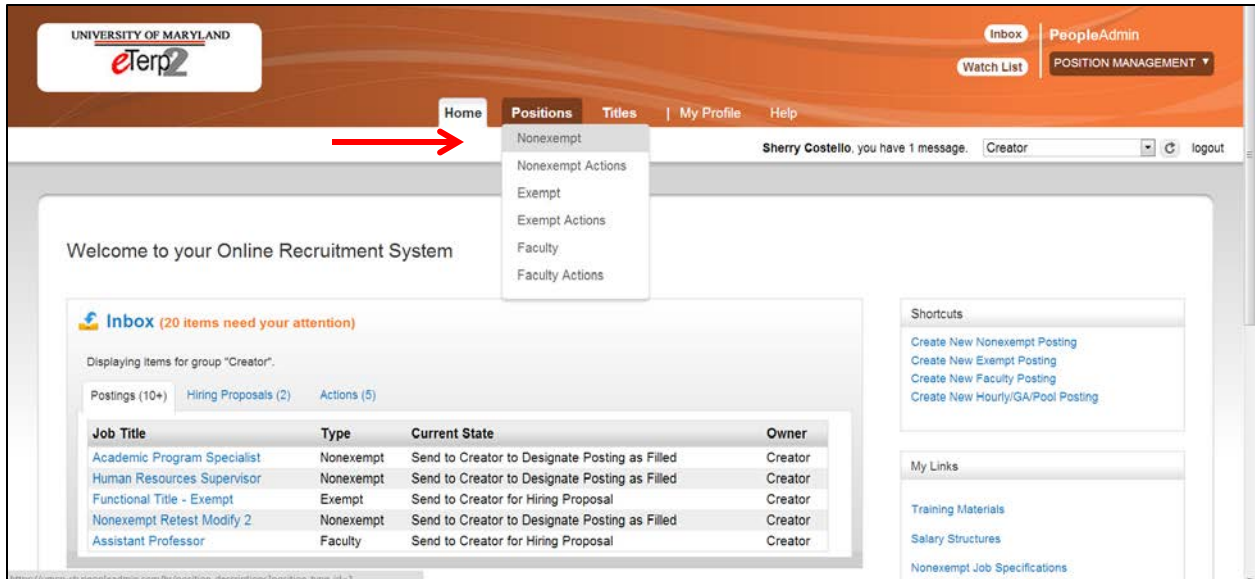 UNIVERSITY OF MARYLAND
eTerp2
Inbox
PeopleAdmin
Watch List
POSITION MANAGEMENT
Home Positions Titles | My Profile Help
Nonexempt
Nonexempt Actions
Exempt
Exempt Actions
Faculty
Faculty Actions
Sherry Costello, you have 1 message. Creator logout
Welcome to your Online Recruitment System
Inbox (20 items need your attention)
Displaying items for group "Creator".
Postings (10+) Hiring Proposals (2) Actions (5)
Job Title Type Current State Owner
Academic Program Specialist Nonexempt Send to Creator to Designate Posting as Filled Creator
Human Resources Supervisor Nonexempt Send to Creator to Designate Posting as Filled Creator
Functional Title - Exempt Exempt Send to Creator for Hiring Proposal Creator
Nonexempt Retest Modify 2 Nonexempt Send to Creator to Designate Posting as Filled Creator
Assistant Professor Faculty Send to Creator for Hiring Proposal Creator
Shortcuts
Create New Nonexempt Posting
Create New Exempt Posting
Create New Faculty Posting
Create New Hourly/GA/Pool Posting
My Links
Training Materials
Salary Structures
Nonexempt Job Specifications